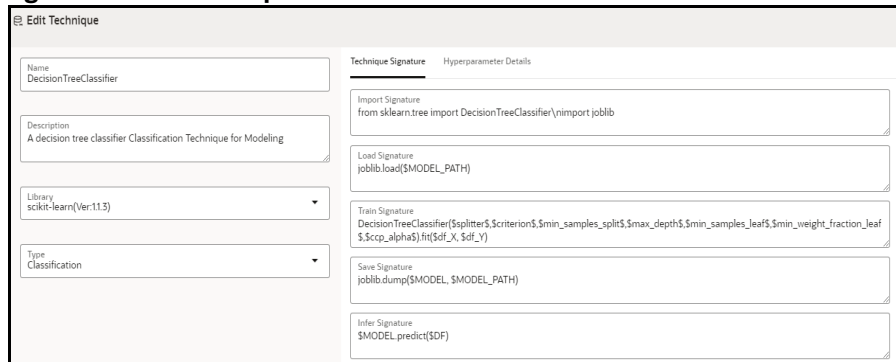 Edit Technique
Name
DecisionTreeClassifier
Description
A decision tree classifier Classification Technique for Modeling
Library
scikit-learn(Ver:1.1.3)
Type
Classification
Technique Signature Hyperparameter Details
Import Signature
from sklearn.tree import DecisionTreeClassifier\nimport joblib
Load Signature
joblib.load($MODEL_PATH)
Train Signature
DecisionTreeClassifier($splitter$,$criterion$,$min_samples_split$,$max_depth$,$min_samples_leaf$,$min_weight_fraction_leaf
$,$ccp_alpha$).fit($df_X, $df_Y)
Save Signature
joblib.dump($MODEL, $MODEL_PATH)
Infer Signature
$MODEL.predict($DF)